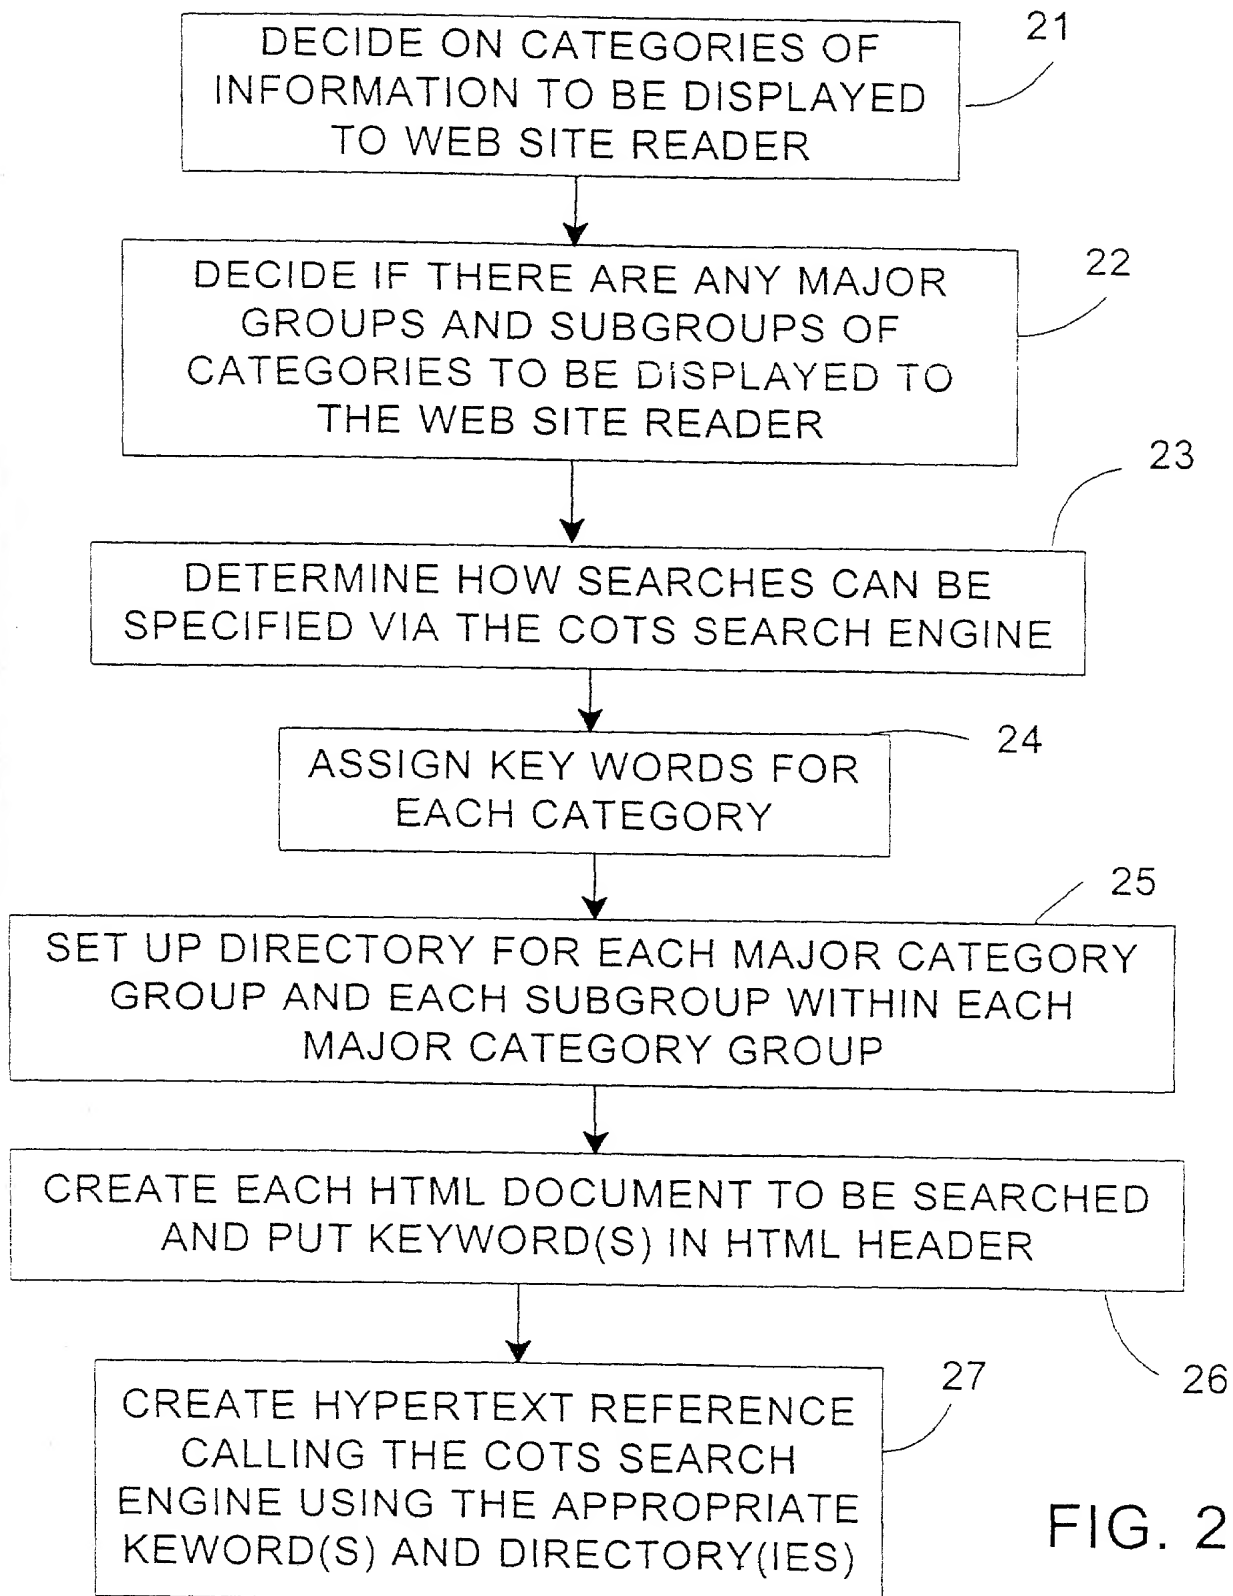 21
DECIDE ON CATEGORIES OF
INFORMATION TO BE DISPLAYED
TO WEB SITE READER
22
DECIDE IF THERE ARE ANY MAJOR
GROUPS AND SUBGROUPS OF
CATEGORIES TO BE DISPLAYED TO
THE WEB SITE READER
23
DETERMINE HOW SEARCHES CAN BE
SPECIFIED VIA THE COTS SEARCH ENGINE
24
ASSIGN KEY WORDS FOR
EACH CATEGORY
25
SET UP DIRECTORY FOR EACH MAJOR CATEGORY
GROUP AND EACH SUBGROUP WITHIN EACH
MAJOR CATEGORY GROUP
CREATE EACH HTML DOCUMENT TO BE SEARCHED
AND PUT KEYWORD(S) IN HTML HEADER
26
27
CREATE HYPERTEXT REFERENCE
CALLING THE COTS SEARCH
ENGINE USING THE APPROPRIATE
KEWORD(S) AND DIRECTORY(IES)
FIG. 2